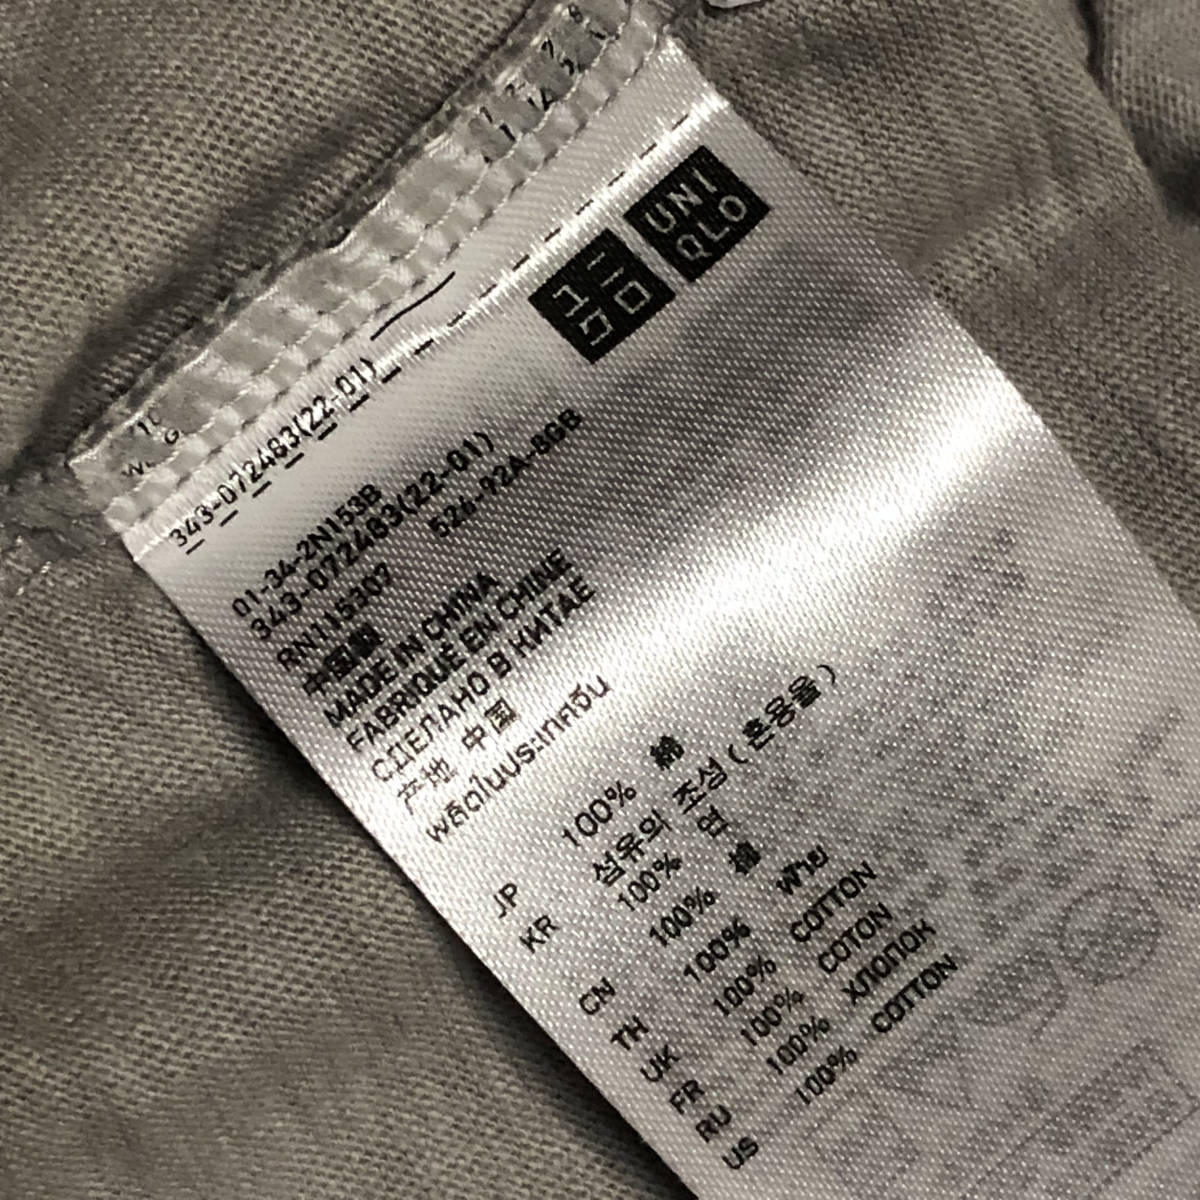 ユニ
クロ
UNI
QLO
343-072483(22-01)
01-34-2N153B
343-072483(22-01)
RN115307 526-92A-8GB
中国製
MADE IN CHINA
FABRIQUÉ EN CHINE
СДЕЛАНО В КИТАЕ
产地 中国
ผลิตในประเทศจีน
JP 100% 綿
KR 섬유의 조성 ( 혼용율 )
100% 면
CN 100% 棉
TH 100% ฝ้าย
UK 100% COTTON
FR 100% COTON
RU 100% ХЛОПОК
US 100% COTTON